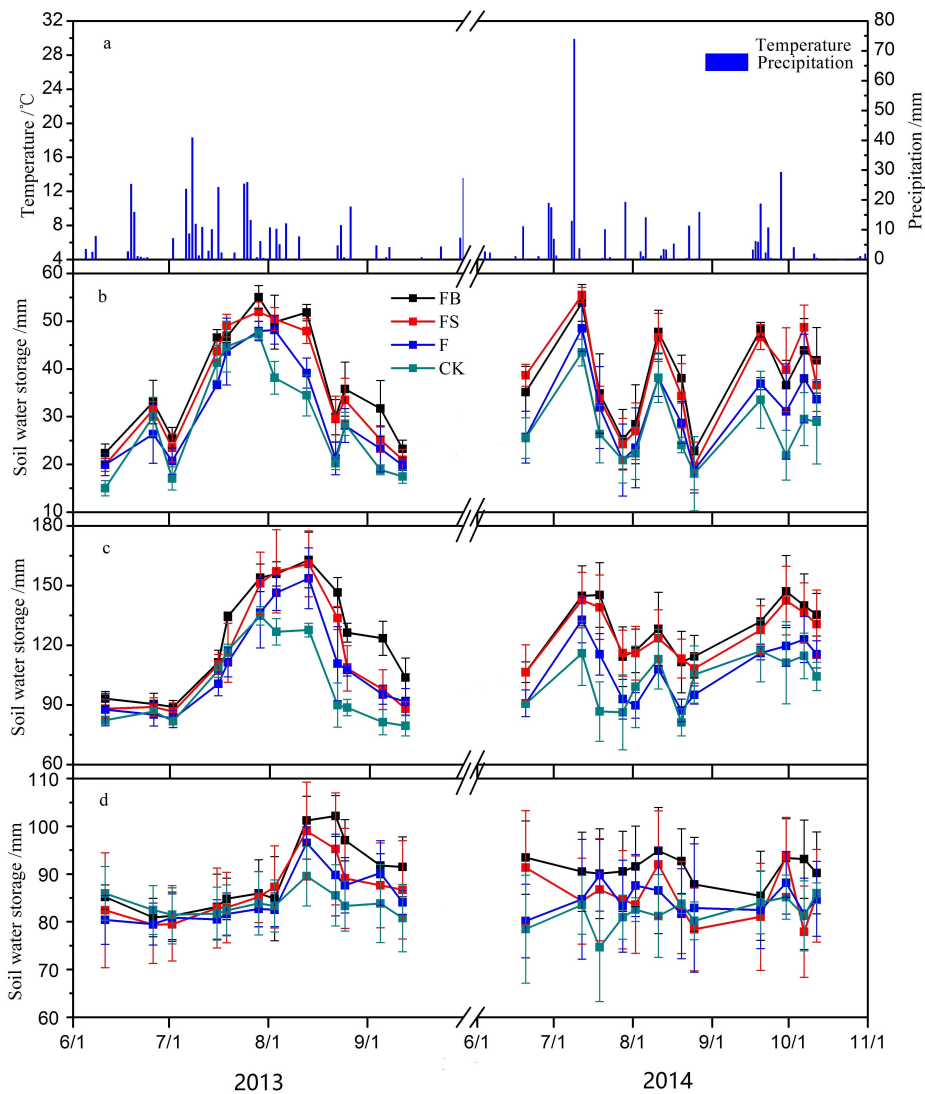 32
28
24
20
16
12
8
4
Temperature /℃
a
Temperature
Precipitation
80
70
60
50
40
30
20
10
0
Precipitation /mm
60
50
40
30
20
10
Soil water storage /mm
b
FB
FS
F
CK
180
150
120
90
60
Soil water storage /mm
c
110
100
90
80
70
60
Soil water storage /mm
d
6/1 7/1 8/1 9/1 6/1 7/1 8/1 9/1 10/1 11/1
2013 2014